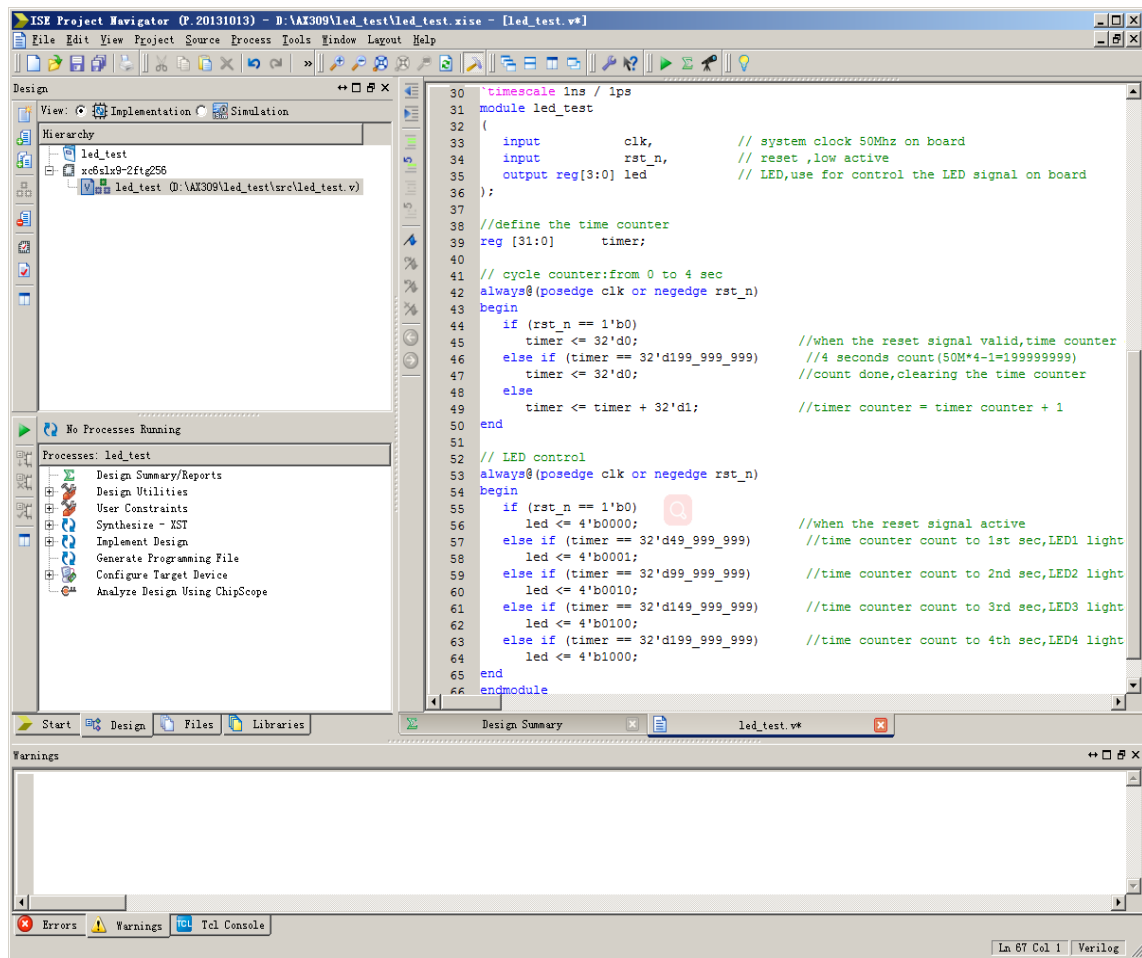 ISE Project Navigator (P.20131013) - D:\AX309\led_test\led_test.xise - [led_test.v*]
File Edit View Project Source Process Tools Window Layout Help
»
Design
View: Implementation Simulation
Hierarchy
led_test
xc6slx9-2ftg256
led_test (D:\AX309\led_test\src\led_test.v)
No Processes Running
Processes: led_test
Design Summary/Reports
Design Utilities
User Constraints
Synthesize - XST
Implement Design
Generate Programming File
Configure Target Device
Analyze Design Using ChipScope
Start Design Files Libraries
30 `timescale 1ns / 1ps
31 module led_test
32 (
33 input clk, // system clock 50Mhz on board
34 input rst_n, // reset ,low active
35 output reg[3:0] led // LED,use for control the LED signal on board
36 );
37
38 //define the time counter
39 reg [31:0] timer;
40
41 // cycle counter:from 0 to 4 sec
42 always@(posedge clk or negedge rst_n)
43 begin
44 if (rst_n == 1'b0)
45 timer <= 32'd0; //when the reset signal valid,time counter
46 else if (timer == 32'd199_999_999) //4 seconds count(50M*4-1=199999999)
47 timer <= 32'd0; //count done,clearing the time counter
48 else
49 timer <= timer + 32'd1; //timer counter = timer counter + 1
50 end
51
52 // LED control
53 always@(posedge clk or negedge rst_n)
54 begin
55 if (rst_n == 1'b0)
56 led <= 4'b0000; //when the reset signal active
57 else if (timer == 32'd49_999_999) //time counter count to 1st sec,LED1 light
58 led <= 4'b0001;
59 else if (timer == 32'd99_999_999) //time counter count to 2nd sec,LED2 light
60 led <= 4'b0010;
61 else if (timer == 32'd149_999_999) //time counter count to 3rd sec,LED3 light
62 led <= 4'b0100;
63 else if (timer == 32'd199_999_999) //time counter count to 4th sec,LED4 light
64 led <= 4'b1000;
65 end
66 endmodule
Design Summary led_test.v*
Warnings
Errors Warnings TCL Tcl Console
Ln 67 Col 1 Verilog